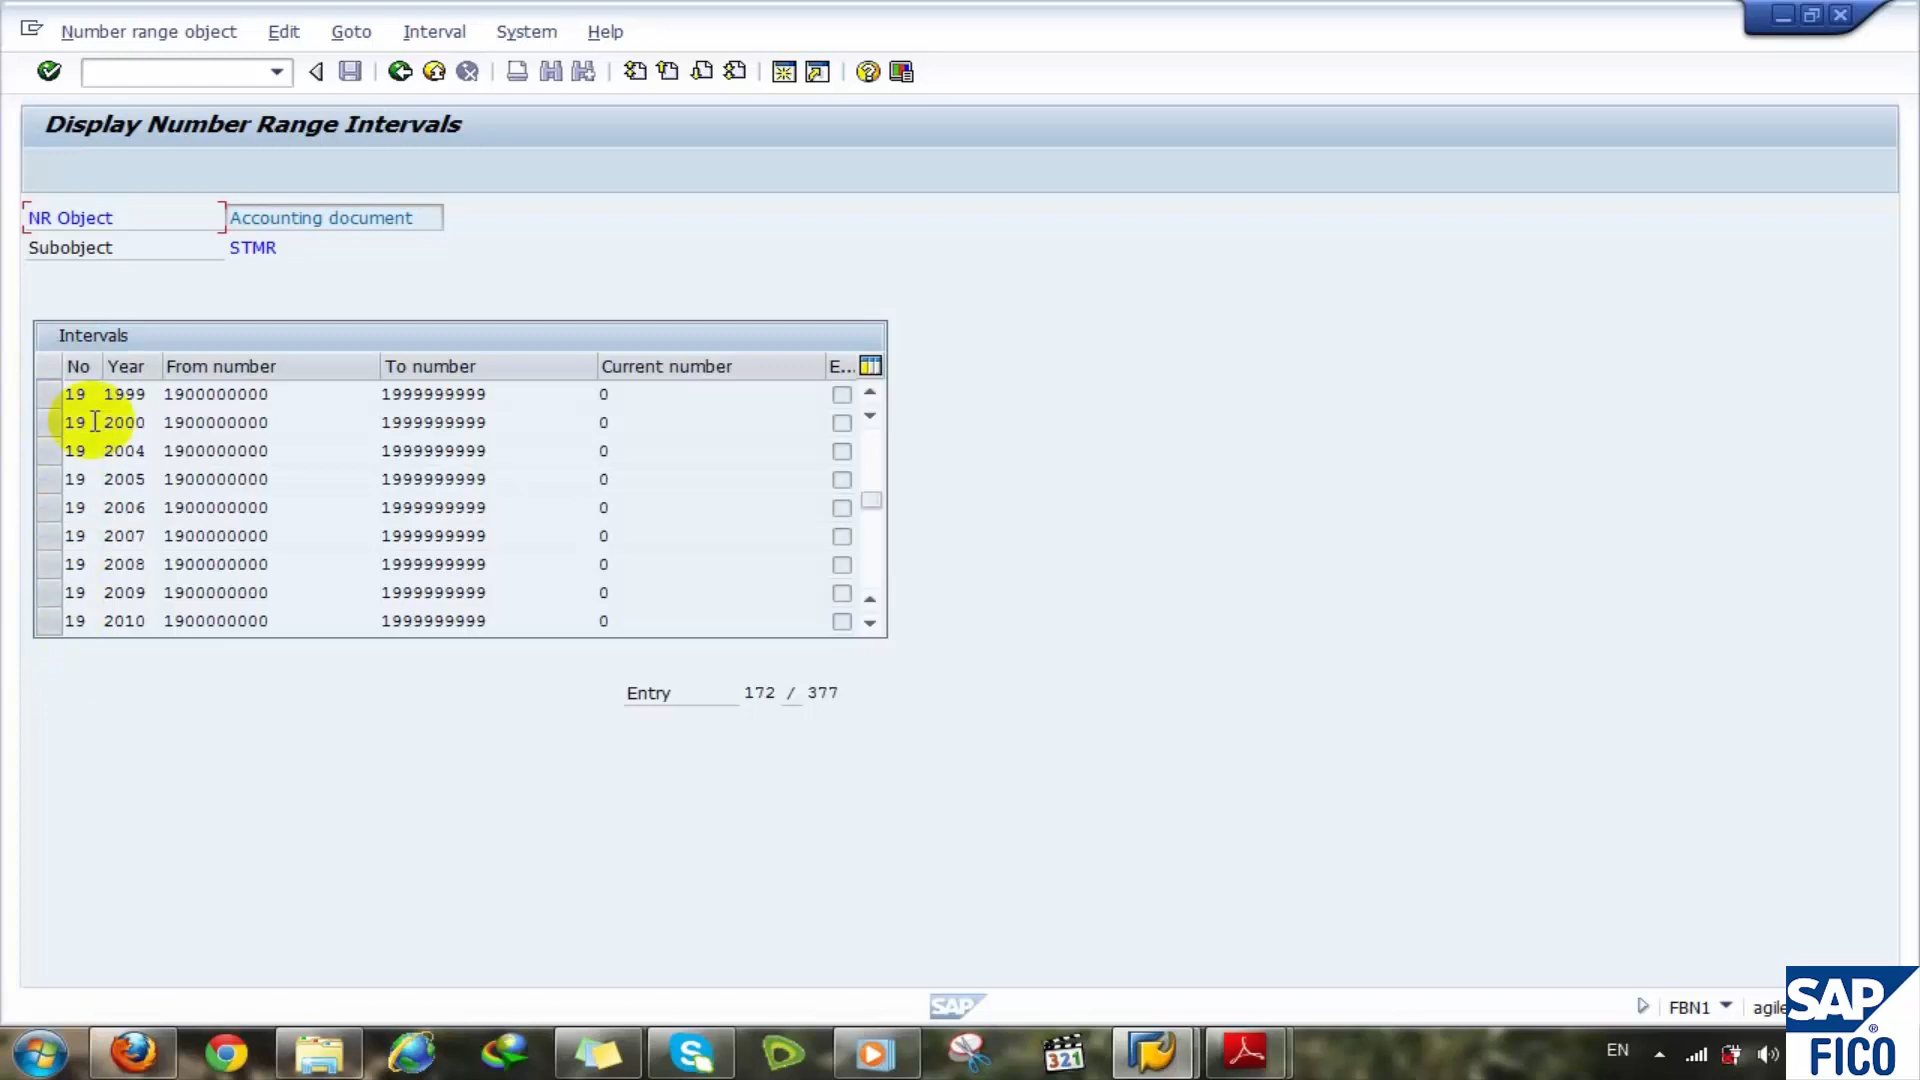 Number range object Edit Goto Interval System Help
Display Number Range Intervals
NR Object Accounting document
Subobject STMR
Intervals
No Year From number To number Current number E...
19 1999 1900000000 1999999999 0
19 2000 1900000000 1999999999 0
19 2004 1900000000 1999999999 0
19 2005 1900000000 1999999999 0
19 2006 1900000000 1999999999 0
19 2007 1900000000 1999999999 0
19 2008 1900000000 1999999999 0
19 2009 1900000000 1999999999 0
19 2010 1900000000 1999999999 0
Entry 172 / 377
SAP
FBN1 agile
SAP ®
FICO
321
EN